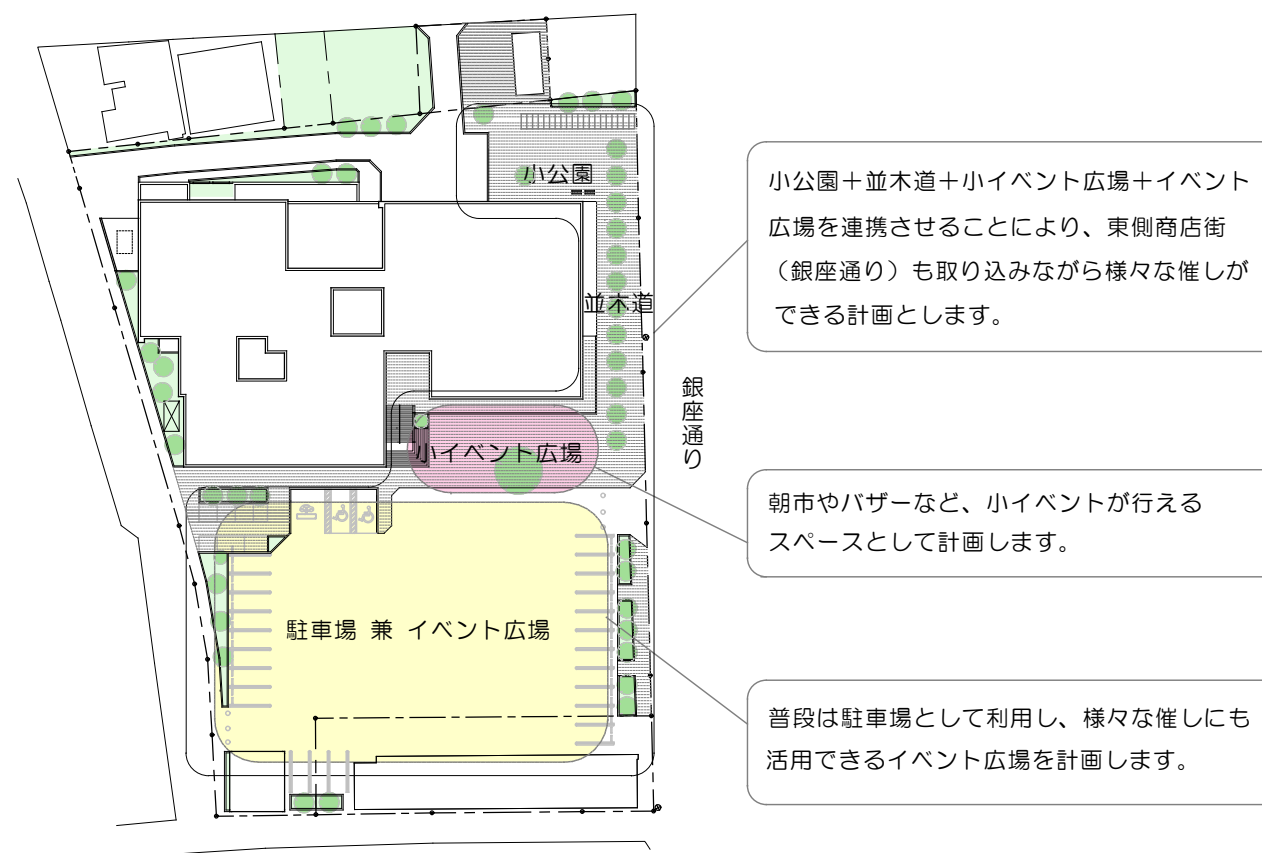 小公園
並木道
銀座通り
小イベント広場
駐車場 兼 イベント広場
小公園＋並木道＋小イベント広場＋イベント
広場を連携させることにより、東側商店街
（銀座通り）も取り込みながら様々な催しが
できる計画とします。
朝市やバザーなど、小イベントが行える
スペースとして計画します。
普段は駐車場として利用し、様々な催しにも
活用できるイベント広場を計画します。